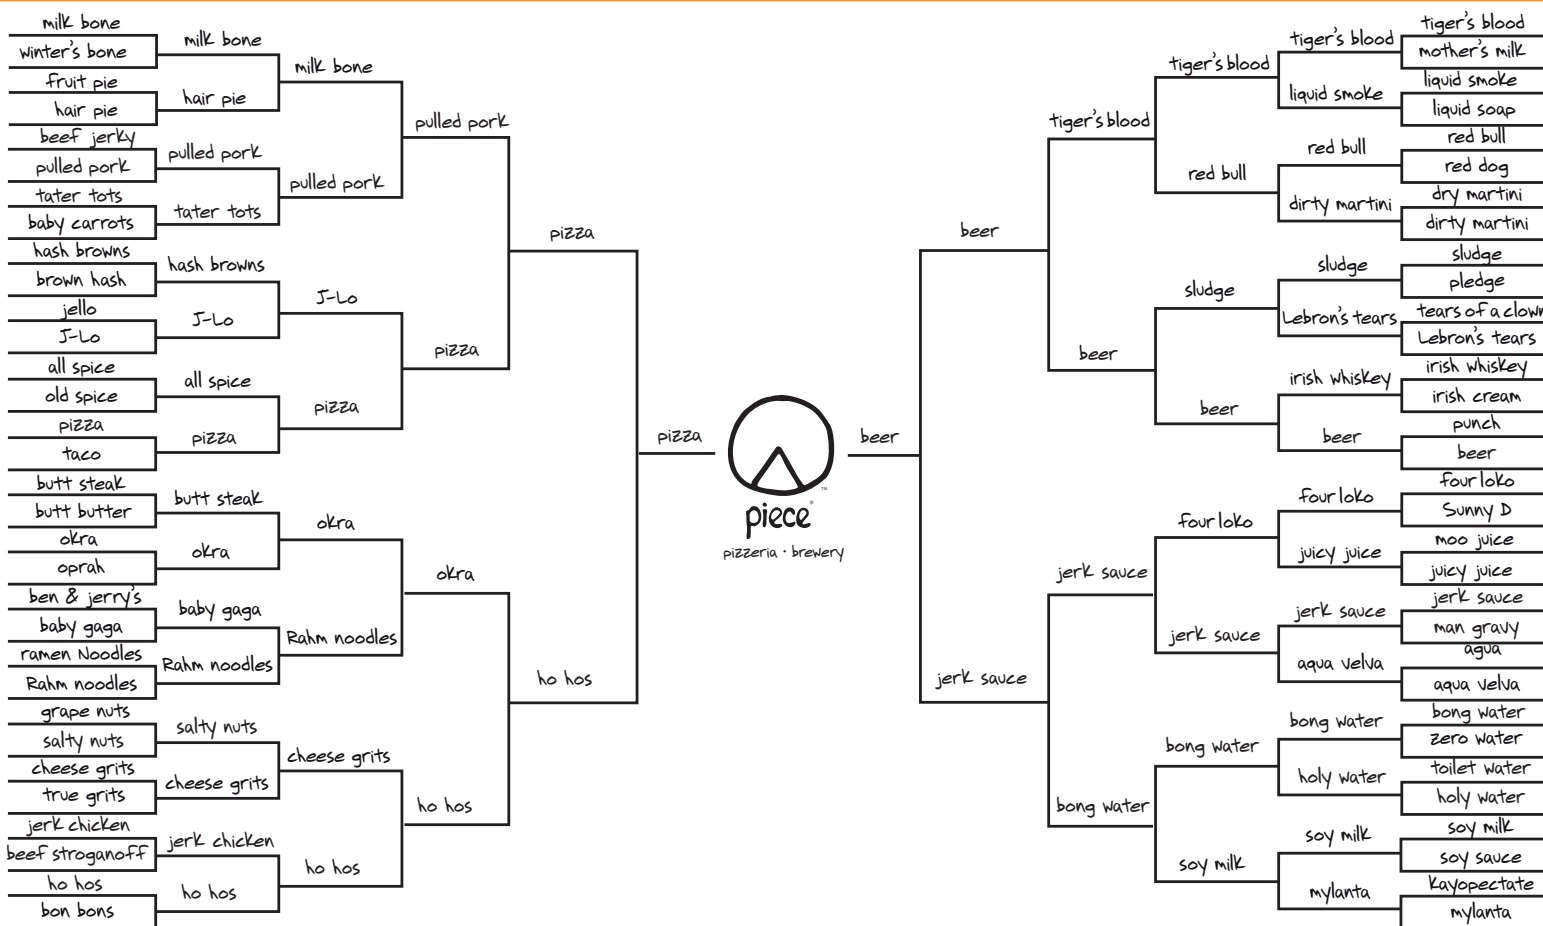 milk bone
winter's bone
fruit pie
hair pie
beef jerky
pulled pork
tater tots
baby carrots
hash browns
brown hash
jello
J-Lo
all spice
old spice
pizza
taco
butt steak
butt butter
okra
oprah
ben & jerry's
baby gaga
ramen Noodles
Rahm noodles
grape nuts
salty nuts
cheese grits
true grits
jerk chicken
beef stroganoff
ho hos
bon bons
milk bone
hair pie
pulled pork
tater tots
hash browns
J-Lo
all spice
pizza
butt steak
okra
baby gaga
Rahm noodles
salty nuts
cheese grits
jerk chicken
ho hos
milk bone
pulled pork
J-Lo
pizza
okra
Rahm noodles
cheese grits
ho hos
pulled pork
pizza
okra
ho hos
pizza
ho hos
pizza
piece
pizzeria • brewery
beer
beer
jerk sauce
tiger's blood
beer
jerk sauce
bong water
tiger's blood
red bull
sludge
beer
four loko
jerk sauce
bong water
soy milk
tiger's blood
liquid smoke
red bull
dirty martini
sludge
Lebron's tears
irish whiskey
beer
four loko
juicy juice
jerk sauce
aqua velva
bong water
holy water
soy milk
mylanta
tiger's blood
mother's milk
liquid smoke
liquid soap
red bull
red dog
dry martini
dirty martini
sludge
pledge
tears of a clown
Lebron's tears
irish whiskey
irish cream
punch
beer
four loko
Sunny D
moo juice
juicy juice
jerk sauce
man gravy
agua
aqua velva
bong water
zero water
toilet water
holy water
soy milk
soy sauce
kayopectate
mylanta